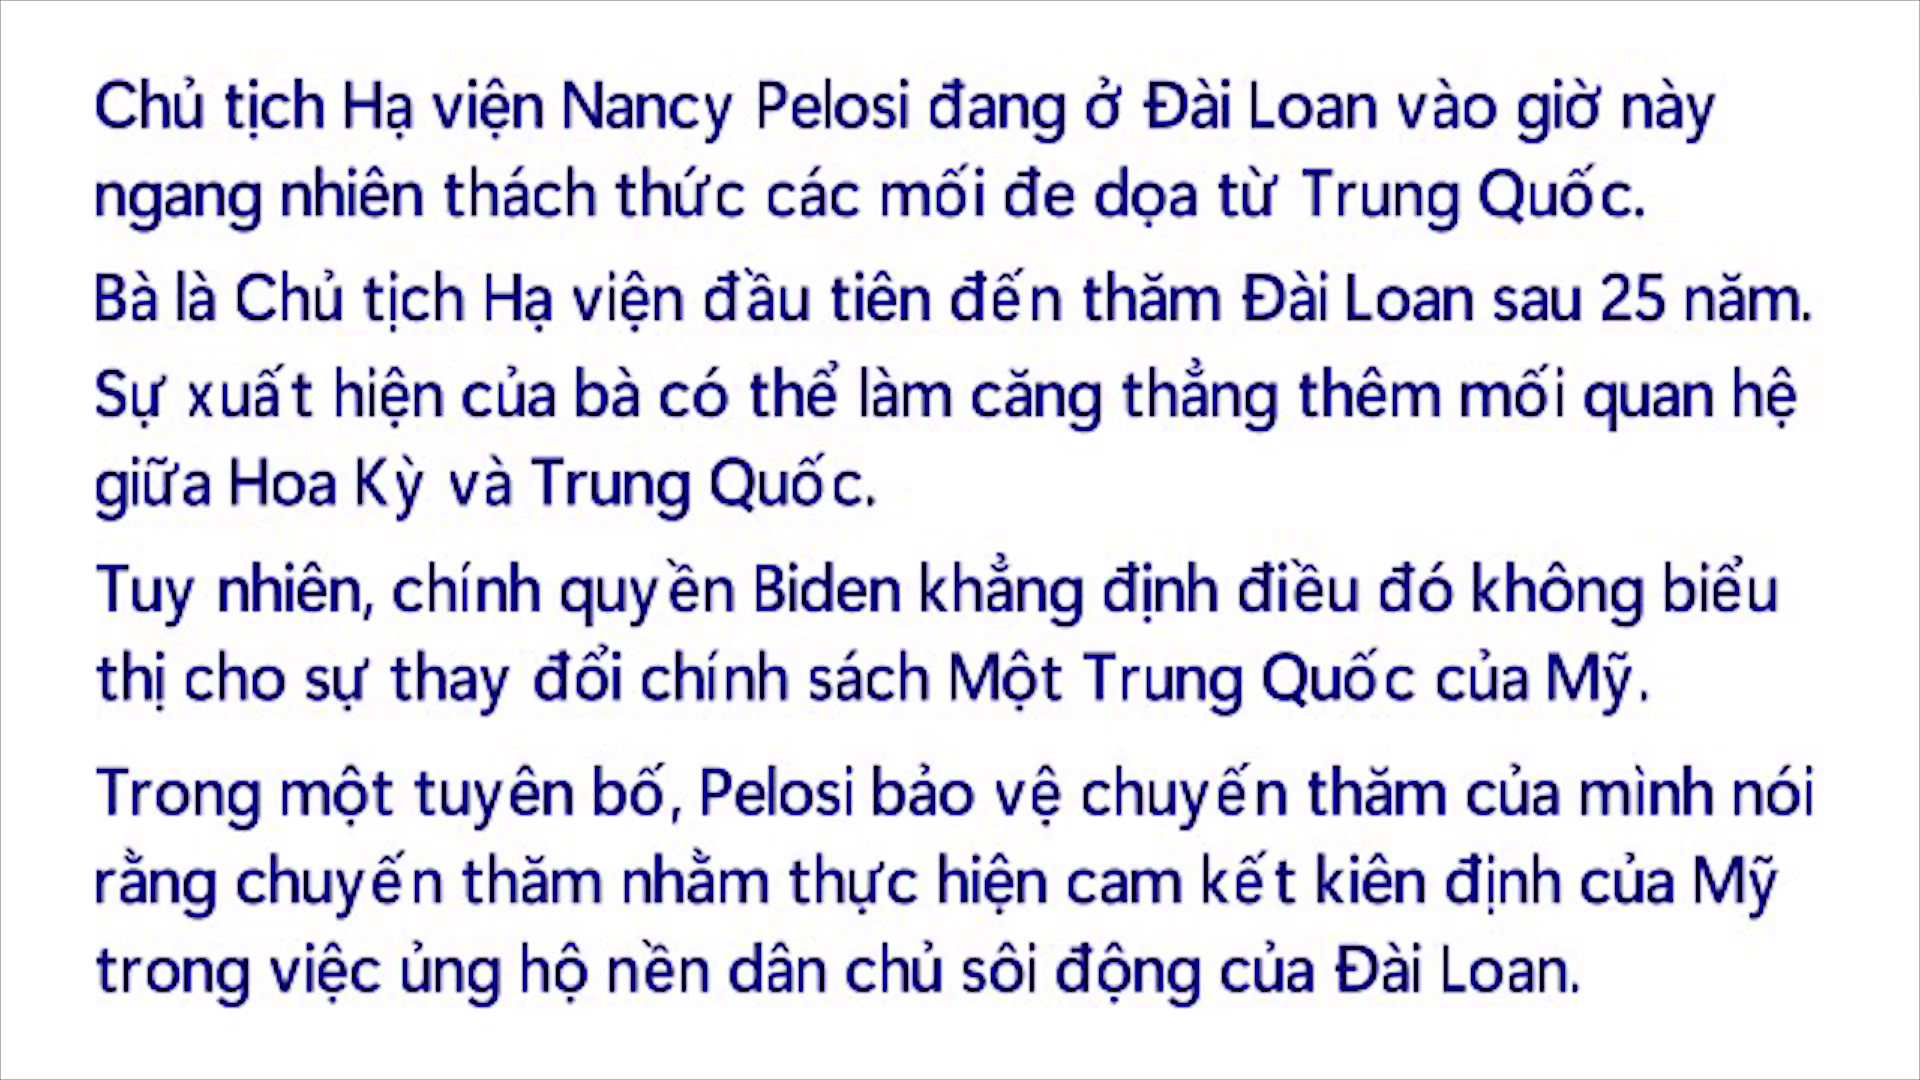 Chủ tịch Hạ viện Nancy Pelosi đang ở Đài Loan vào giờ này
ngang nhiên thách thức các mối đe dọa từ Trung Quốc.
Bà là Chủ tịch Hạ viện đầu tiên đến thăm Đài Loan sau 25 năm.
Sự xuất hiện của bà có thể làm căng thẳng thêm mối quan hệ
giữa Hoa Kỳ và Trung Quốc.
Tuy nhiên, chính quyền Biden khẳng định điều đó không biểu
thị cho sự thay đổi chính sách Một Trung Quốc của Mỹ.
Trong một tuyên bố, Pelosi bảo vệ chuyến thăm của mình nói
rằng chuyến thăm nhằm thực hiện cam kết kiên định của Mỹ
trong việc ủng hộ nền dân chủ sôi động của Đài Loan.